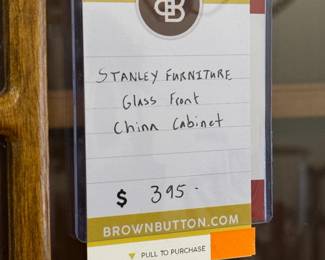 B
STANLEY FURNITURE
Glass Front
China Cabinet
$ 395-
BROWNBUTTON.COM
▼ PULL TO PURCHASE